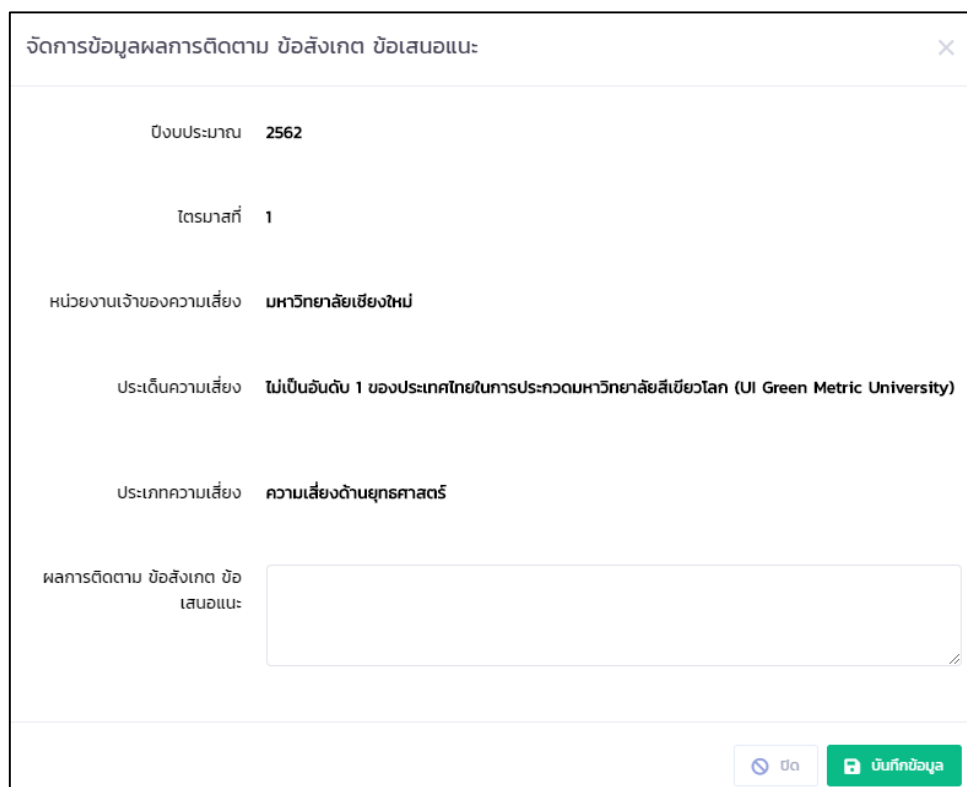 จัดการข้อมูลผลการติดตาม ข้อสังเกต ข้อเสนอแนะ
ปีงบประมาณ 2562
ไตรมาสที่ 1
หน่วยงานเจ้าของความเสี่ยง มหาวิทยาลัยเชียงใหม่
ประเด็นความเสี่ยง ไม่เป็นอันดับ 1 ของประเทศไทยในการประกวดมหาวิทยาลัยสีเขียวโลก (UI Green Metric University)
ประเภทความเสี่ยง ความเสี่ยงด้านยุทธศาสตร์
ผลการติดตาม ข้อสังเกต ข้อ
เสนอแนะ
ปิด บันทึกข้อมูล